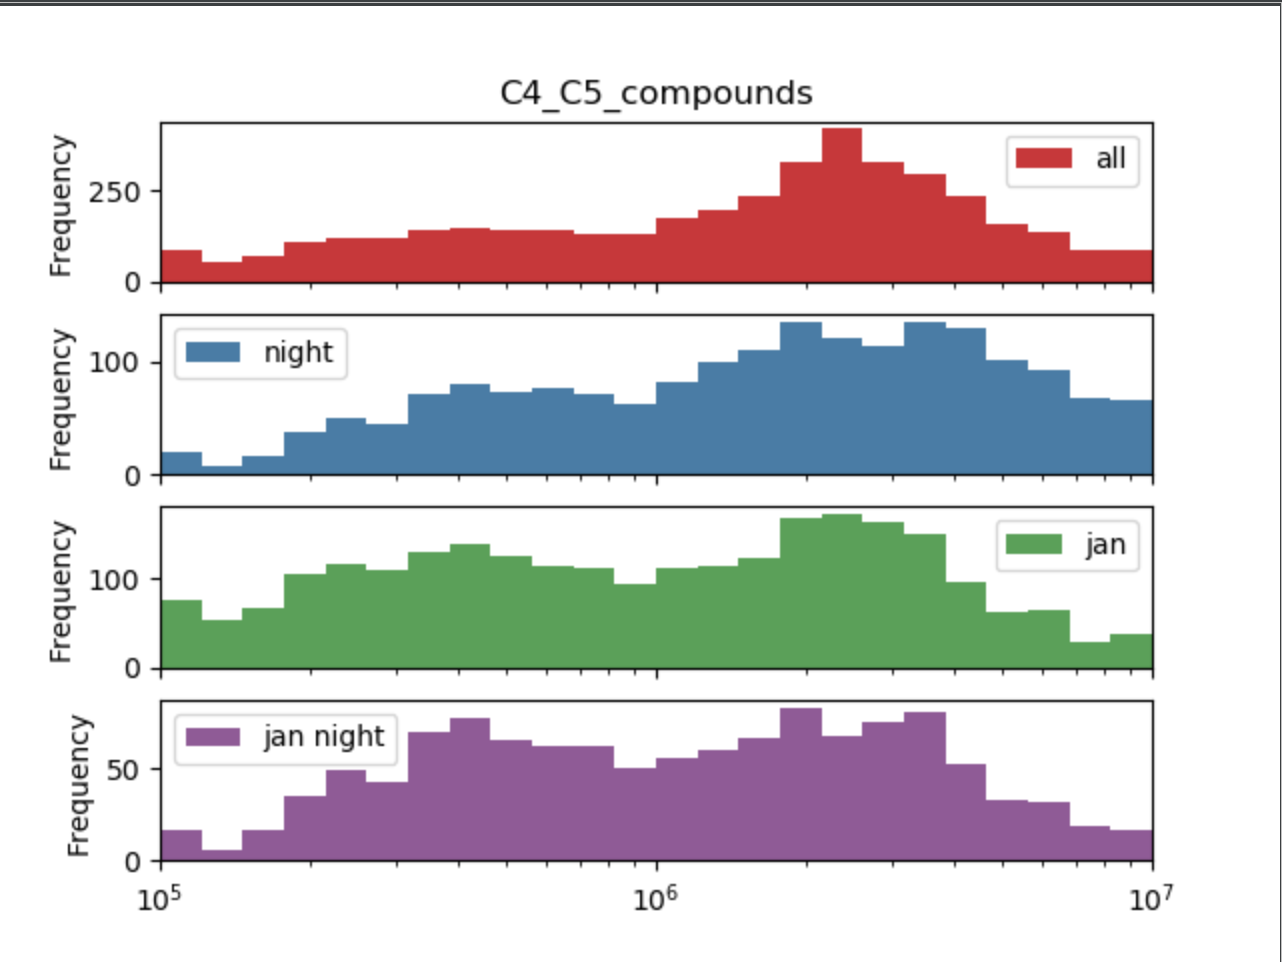 C4_C5_compounds
Frequency
250
0
all
Frequency
100
0
night
Frequency
100
0
jan
Frequency
50
0
jan night
10⁵ 10⁶ 10⁷